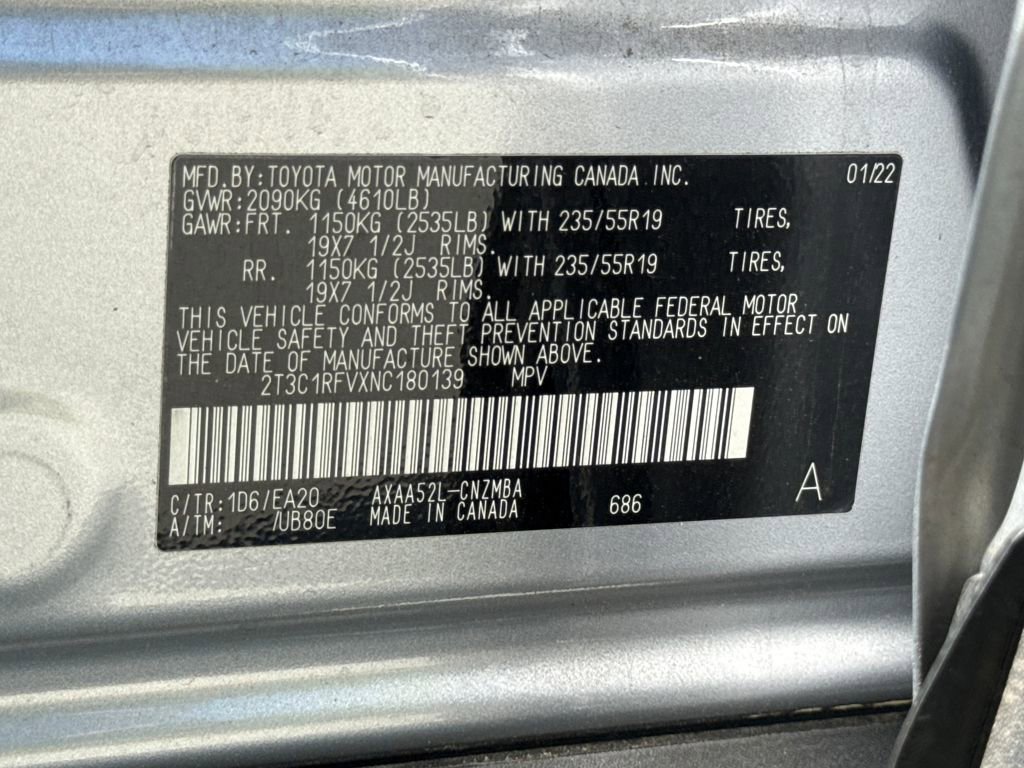 MFD.BY:TOYOTA MOTOR MANUFACTURING CANADA INC. 01/22
GVWR:2090KG (4610LB)
GAWR:FRT. 1150KG (2535LB) WITH 235/55R19 TIRES,
19X7 1/2J RIMS.
RR. 1150KG (2535LB) WITH 235/55R19 TIRES,
19X7 1/2J RIMS.
THIS VEHICLE CONFORMS TO ALL APPLICABLE FEDERAL MOTOR
VEHICLE SAFETY AND THEFT PREVENTION STANDARDS IN EFFECT ON
THE DATE OF MANUFACTURE SHOWN ABOVE.
2T3C1RFVXNC180139 MPV
C/TR:1D6/EA20 AXAA52L-CNZMBA 686 A
A/TM: /UB80E MADE IN CANADA